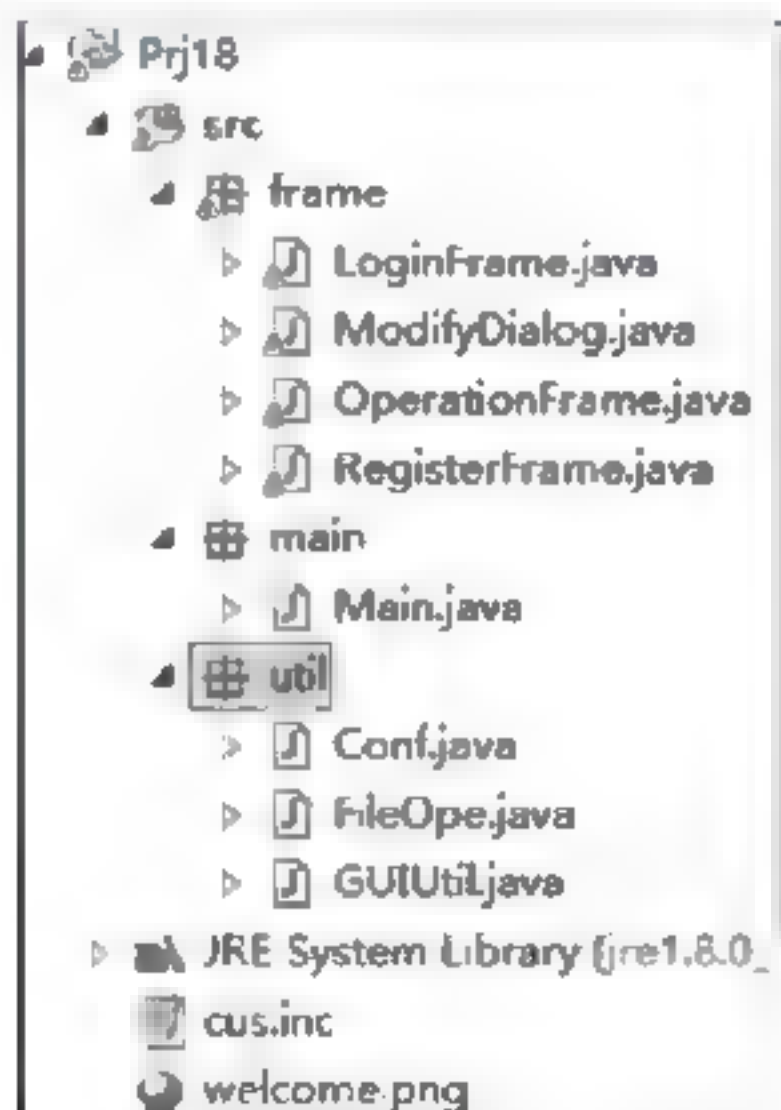 Prj18
src
frame
LoginFrame.java
ModifyDialog.java
OperationFrame.java
RegisterFrame.java
main
Main.java
util
Conf.java
FileOpe.java
GUIUtil.java
JRE System Library [jre1.8.0_
cus.inc
welcome.png